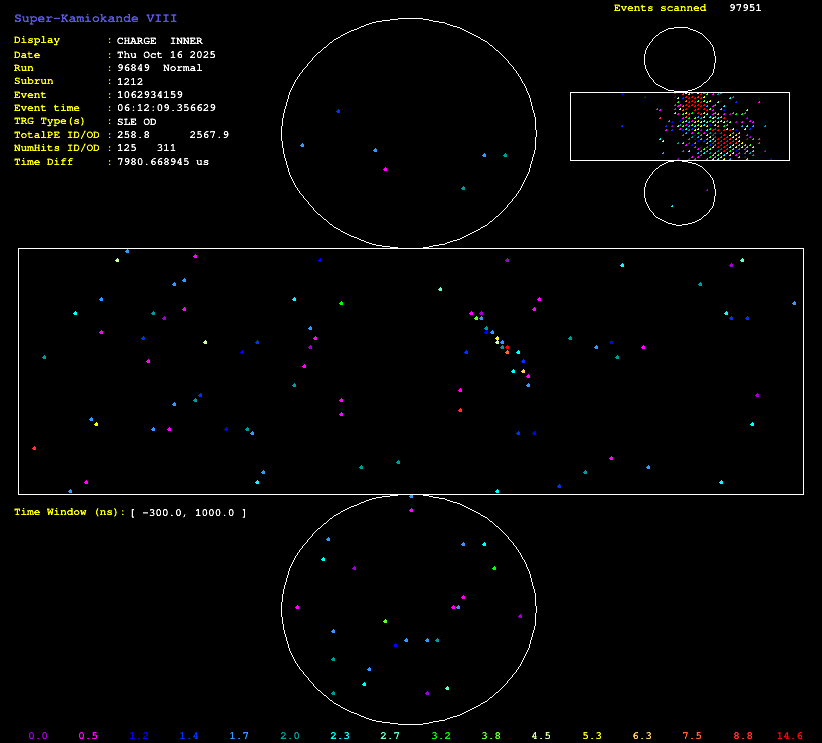 Super-Kamiokande VIII
Events scanned 97951
Display : CHARGE INNER
Date : Thu Oct 16 2025
Run : 96849 Normal
Subrun : 1212
Event : 1062934159
Event time : 06:12:09.356629
TRG Type(s) : SLE OD
TotalPE ID/OD : 258.8 2567.9
NumHits ID/OD : 125 311
Time Diff : 7980.668945 us
Time Window (ns): [ -300.0, 1000.0 ]
0.0 0.5 1.2 1.4 1.7 2.0 2.3 2.7 3.2 3.8 4.5 5.3 6.3 7.5 8.8 14.6